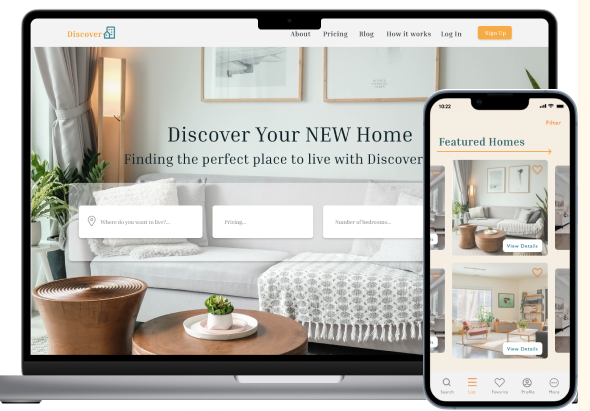 Discover
About Pricing Blog How it works Log In Sign Up
Discover Your NEW Home
Finding the perfect place to live with Discover
Where do you want to live?...
Pricing...
Number of bedrooms...
10:22
Filter
Featured Homes
View Details
View Details
Search List Favority Profile More